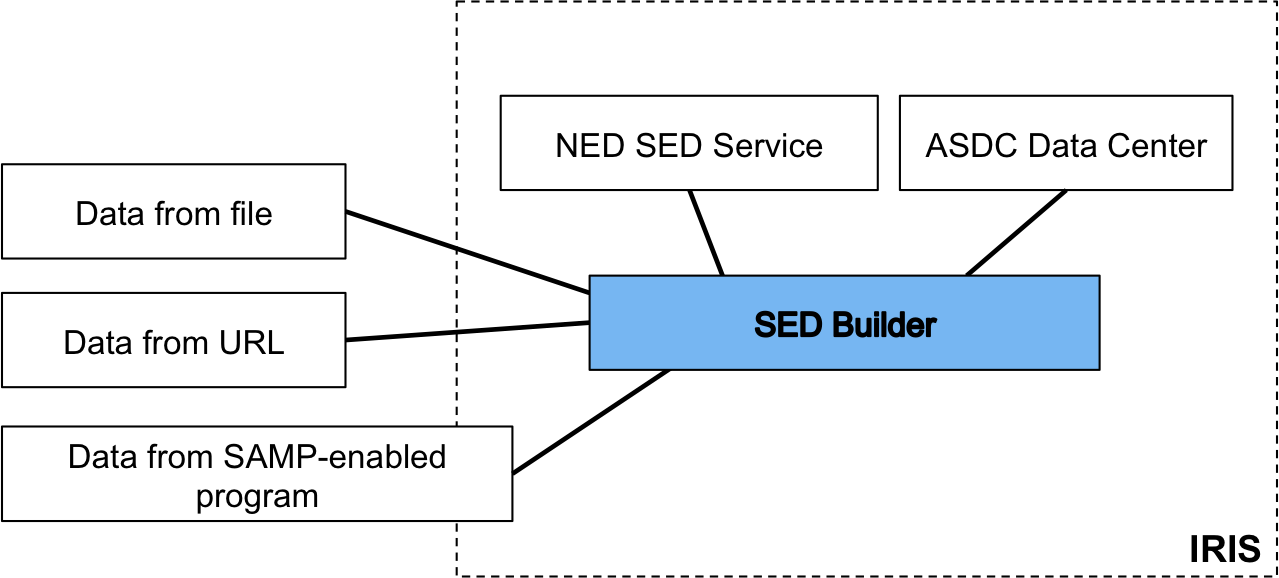 NED SED Service
ASDC Data Center
Data from file
Data from URL
SED Builder
Data from SAMP-enabled
program
IRIS